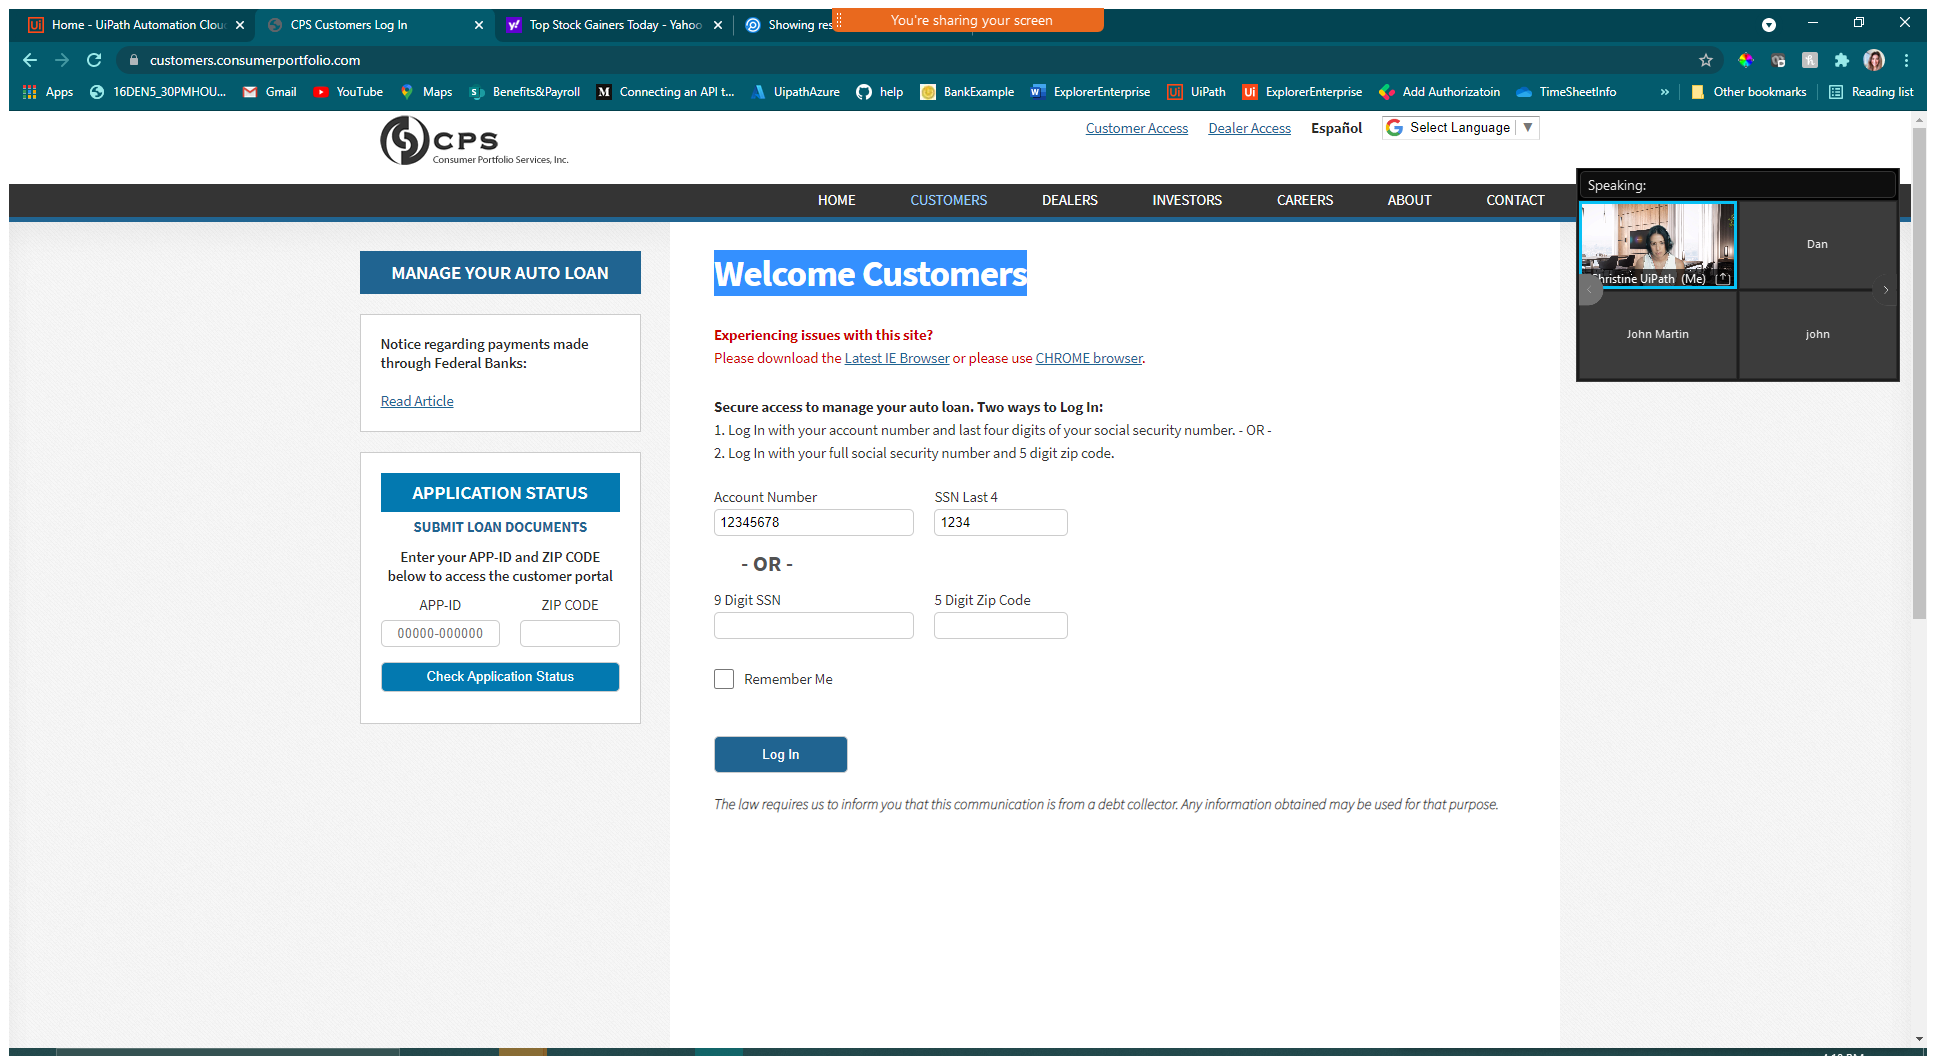 Home - UiPath Automation Clou
CPS Customers Log In
Top Stock Gainers Today - Yahoo
Showing res
You're sharing your screen
customers.consumerportfolio.com
Apps
16DEN5_30PMHOU...
Gmail
YouTube
Maps
Benefits&Payroll
Connecting an API t...
UipathAzure
help
BankExample
ExplorerEnterprise
UiPath
ExplorerEnterprise
Add Authorizatoin
TimeSheetInfo
»
Other bookmarks
Reading list
CPS
Consumer Portfolio Services, Inc.
Customer Access
Dealer Access
Español
Select Language
HOME
CUSTOMERS
DEALERS
INVESTORS
CAREERS
ABOUT
CONTACT
Speaking:
Christine UiPath (Me)
Dan
John Martin
john
MANAGE YOUR AUTO LOAN
Notice regarding payments made
through Federal Banks:
Read Article
APPLICATION STATUS
SUBMIT LOAN DOCUMENTS
Enter your APP-ID and ZIP CODE
below to access the customer portal
APP-ID
ZIP CODE
00000-000000
Check Application Status
Welcome Customers
Experiencing issues with this site?
Please download the Latest IE Browser or please use CHROME browser.
Secure access to manage your auto loan. Two ways to Log In:
1. Log In with your account number and last four digits of your social security number. - OR -
2. Log In with your full social security number and 5 digit zip code.
Account Number
SSN Last 4
12345678
1234
- OR -
9 Digit SSN
5 Digit Zip Code
Remember Me
Log In
The law requires us to inform you that this communication is from a debt collector. Any information obtained may be used for that purpose.